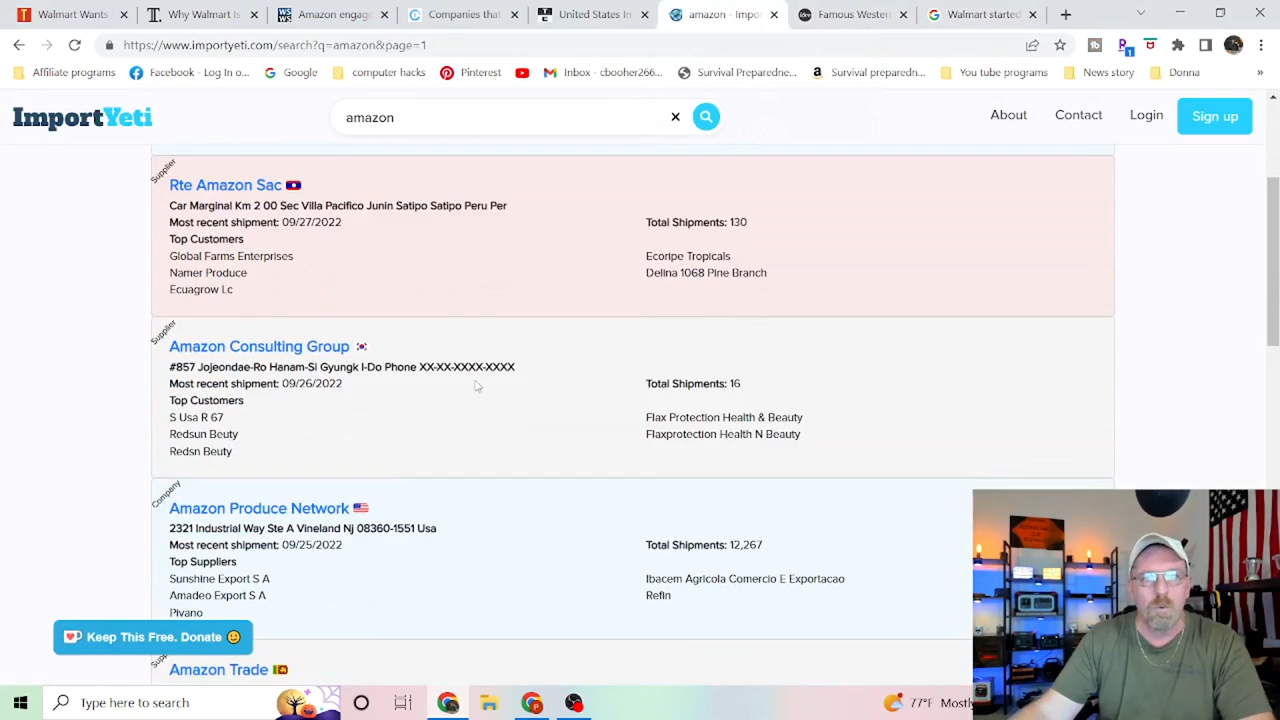 Walmart Wants
Why Walmart Is
Amazon engage
Companies that
United States In
amazon - Impor
Famous Western
Walmart started
https://www.importyeti.com/search?q=amazon&page=1
Affiliate programs
Facebook - Log In o...
Google
computer hacks
Pinterest
Inbox - cbooher266...
Survival Preparedne...
Survival preparedn...
You tube programs
News story
Donna
»
ImportYeti
amazon
About
Contact
Login
Sign up
Supplier
Rte Amazon Sac
Car Marginal Km 2 00 Sec Villa Pacifico Junin Satipo Satipo Peru Per
Most recent shipment: 09/27/2022
Total Shipments: 130
Top Customers
Global Farms Enterprises
Ecoripe Tropicals
Namer Produce
Delina 1068 Pine Branch
Ecuagrow Lc
Supplier
Amazon Consulting Group
#857 Jojeondae-Ro Hanam-Si Gyungk I-Do Phone XX-XX-XXXX-XXXX
Most recent shipment: 09/26/2022
Total Shipments: 16
Top Customers
S Usa R 67
Flax Protection Health & Beauty
Redsun Beuty
Flaxprotection Health N Beauty
Redsn Beuty
Company
Amazon Produce Network
2321 Industrial Way Ste A Vineland Nj 08360-1551 Usa
Most recent shipment: 09/25/2022
Total Shipments: 12,267
Top Suppliers
Sunshine Export S A
Ibacem Agricola Comercio E Exportacao
Amadeo Export S A
Refin
Pivano
Keep This Free. Donate
Amazon Trade
Type here to search
77°F Mostly